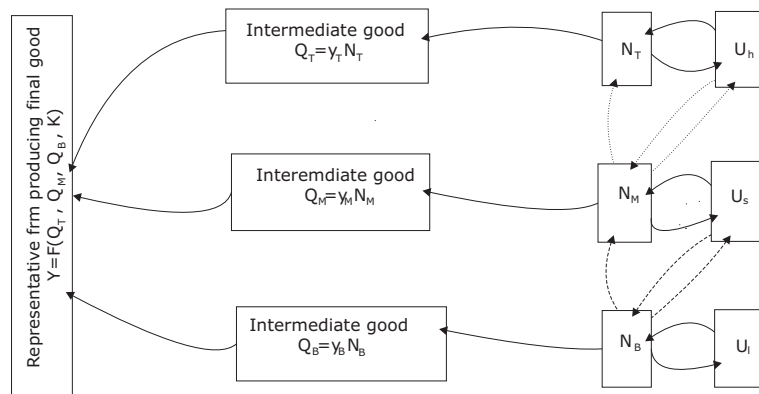 Representative frm producing final good
Y=F(Q_T, Q_M, Q_B, K)
Intermediate good
Q_T=y_T N_T
Interemdiate good
Q_M=y_M N_M
Intermediate good
Q_B=y_B N_B
N_T
U_h
N_M
U_s
N_B
U_l